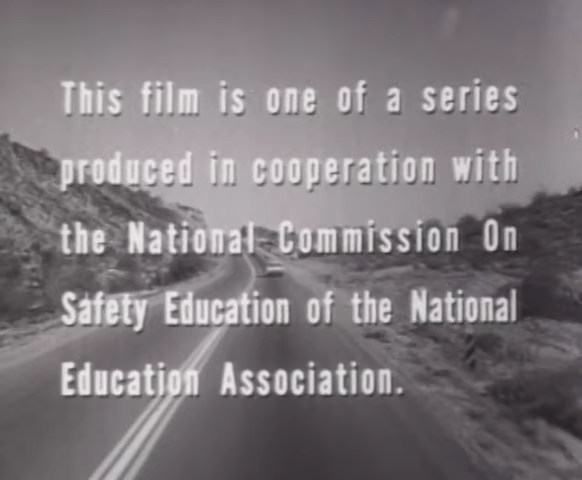 This film is one of a series
produced in cooperation with
the National Commission On
Safety Education of the National
Education Association.